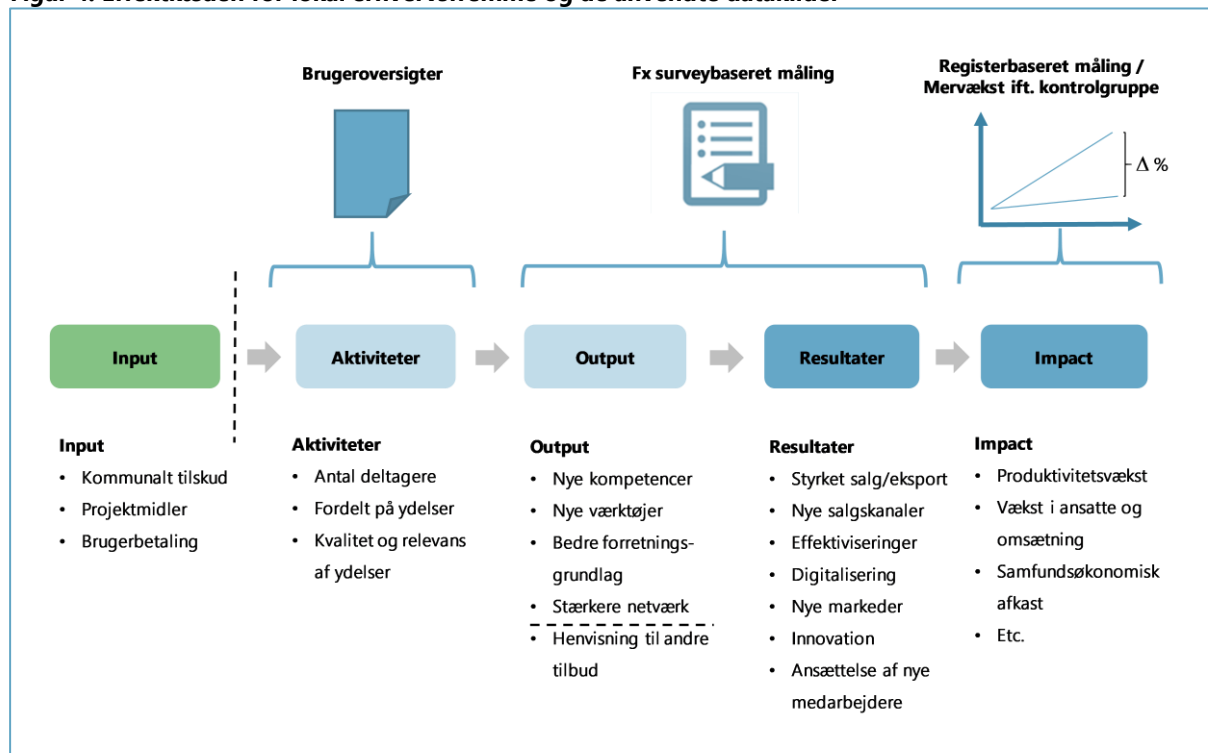 Brugeroversigter
Fx surveybaseret måling
Registerbaseret måling /
Mervækst ift. kontrolgruppe
Δ %
Input
Aktiviteter
Output
Resultater
Impact
Input
• Kommunalt tilskud
• Projektmidler
• Brugerbetaling
Aktiviteter
• Antal deltagere
• Fordelt på ydelser
• Kvalitet og relevans
af ydelser
Output
• Nye kompetencer
• Nye værktøjer
• Bedre forretnings-
grundlag
• Stærkere netværk
• Henvisning til andre
tilbud
Resultater
• Styrket salg/eksport
• Nye salgskanaler
• Effektiviseringer
• Digitalisering
• Nye markeder
• Innovation
• Ansættelse af nye
medarbejdere
Impact
• Produktivitetsvækst
• Vækst i ansatte og
omsætning
• Samfundsøkonomisk
afkast
• Etc.